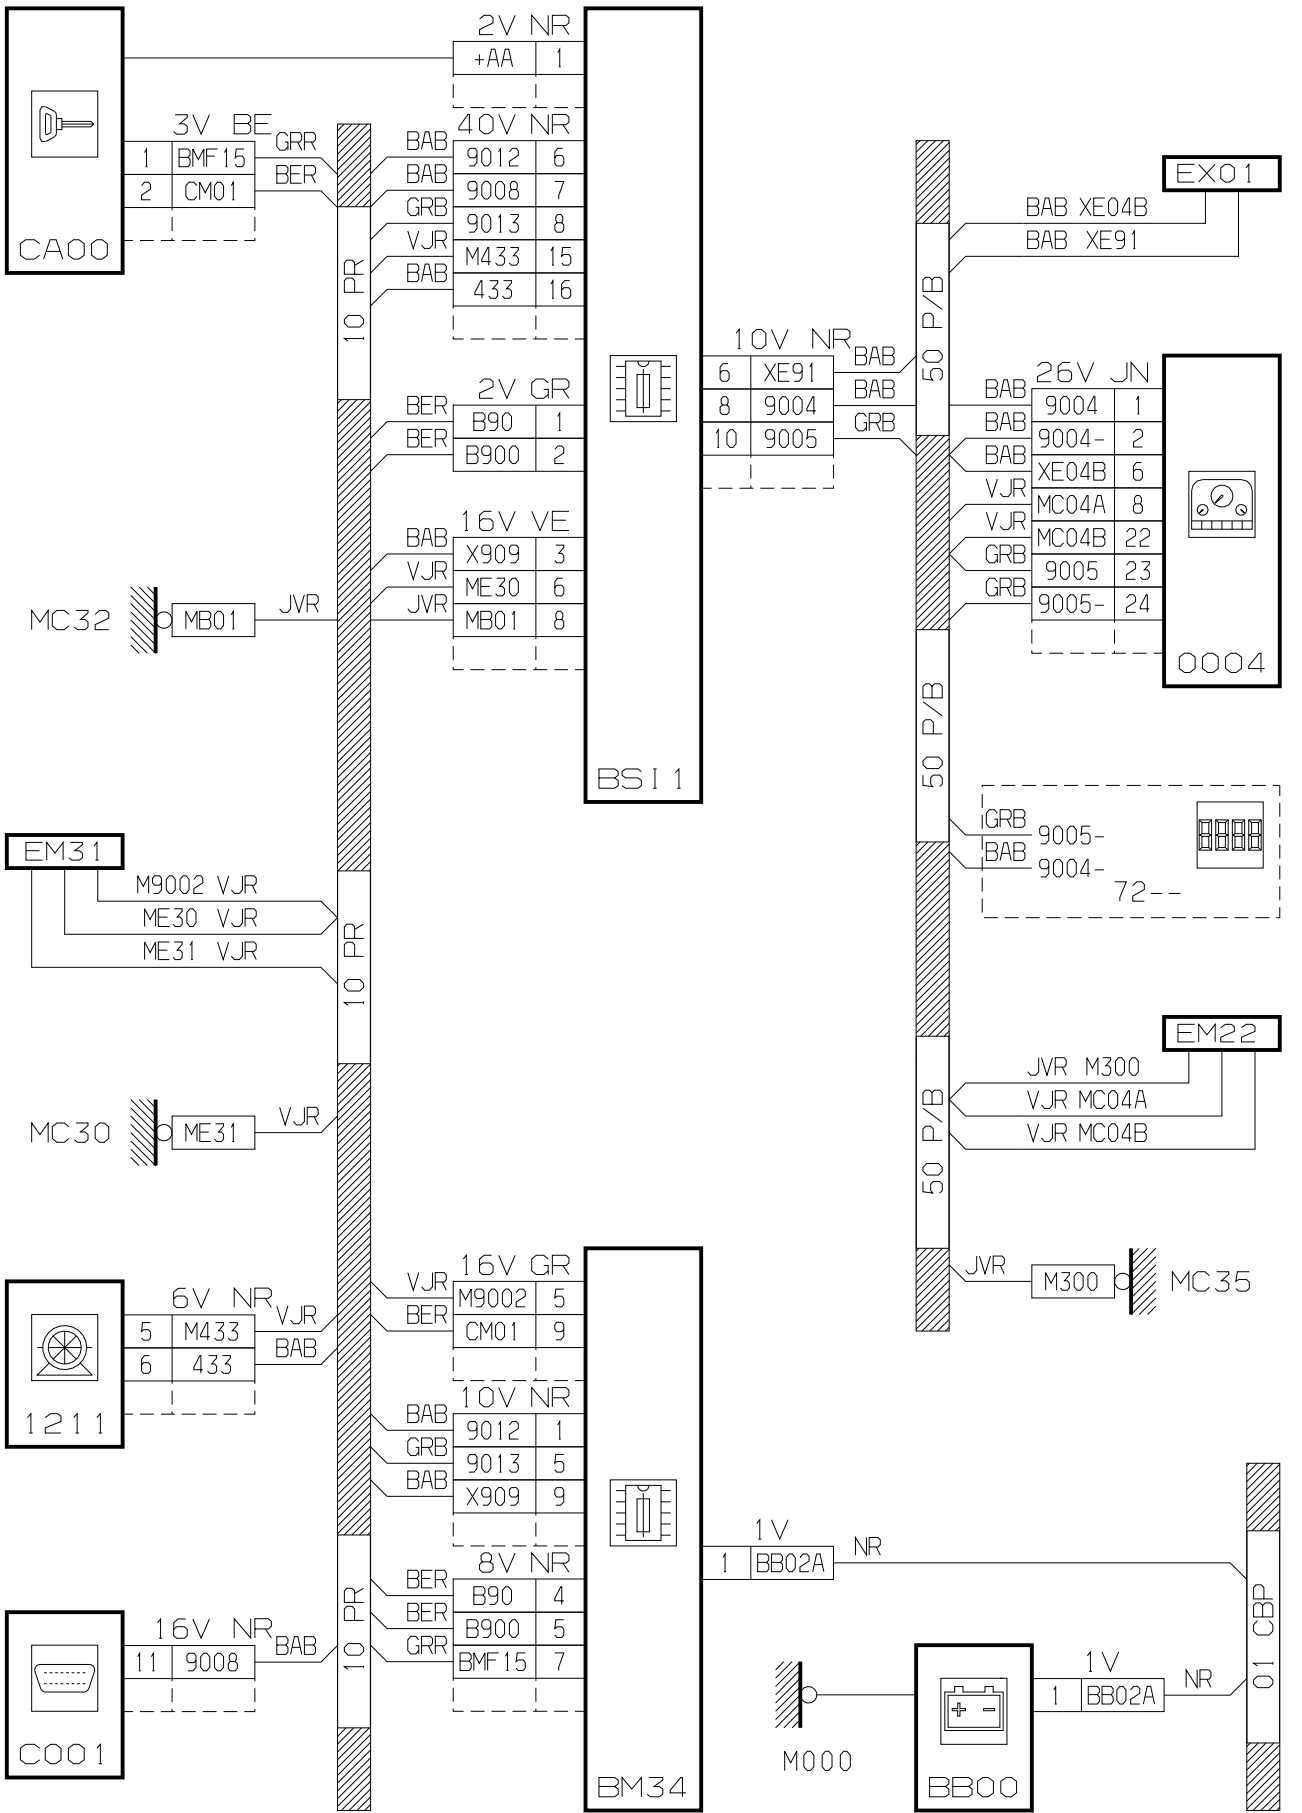 2V NR
+AA 1
3V BE
1 BMF15 GRR
2 CM01 BER
CA00
40V NR
BAB 9012 6
BAB 9008 7
GRB 9013 8
VJR M433 15
BAB 433 16
10 PR
2V GR
BER B90 1
BER B900 2
16V VE
BAB X909 3
VJR ME30 6
JVR MB01 8
MC32 MB01 JVR
BSI1
10V NR
6 XE91 BAB
8 9004 BAB
10 9005 GRB
EX01
BAB XE04B
BAB XE91
50 P/B
26V JN
BAB 9004 1
BAB 9004- 2
BAB XE04B 6
VJR MC04A 8
VJR MC04B 22
GRB 9005 23
GRB 9005- 24
0004
50 P/B
GRB 9005-
BAB 9004-
72--
EM31
M9002 VJR
ME30 VJR
ME31 VJR
10 PR
EM22
JVR M300
VJR MC04A
VJR MC04B
50 P/B
MC30 ME31 VJR
JVR M300 MC35
6V NR
5 M433 VJR
6 433 BAB
1211
16V GR
VJR M9002 5
BER CM01 9
10V NR
BAB 9012 1
GRB 9013 5
BAB X909 9
8V NR
BER B90 4
BER B900 5
GRR BMF15 7
10 PR
16V NR
11 9008 BAB
C001
BM34
1V
1 BB02A NR
01 CBP
1V
1 BB02A NR
M000
BB00